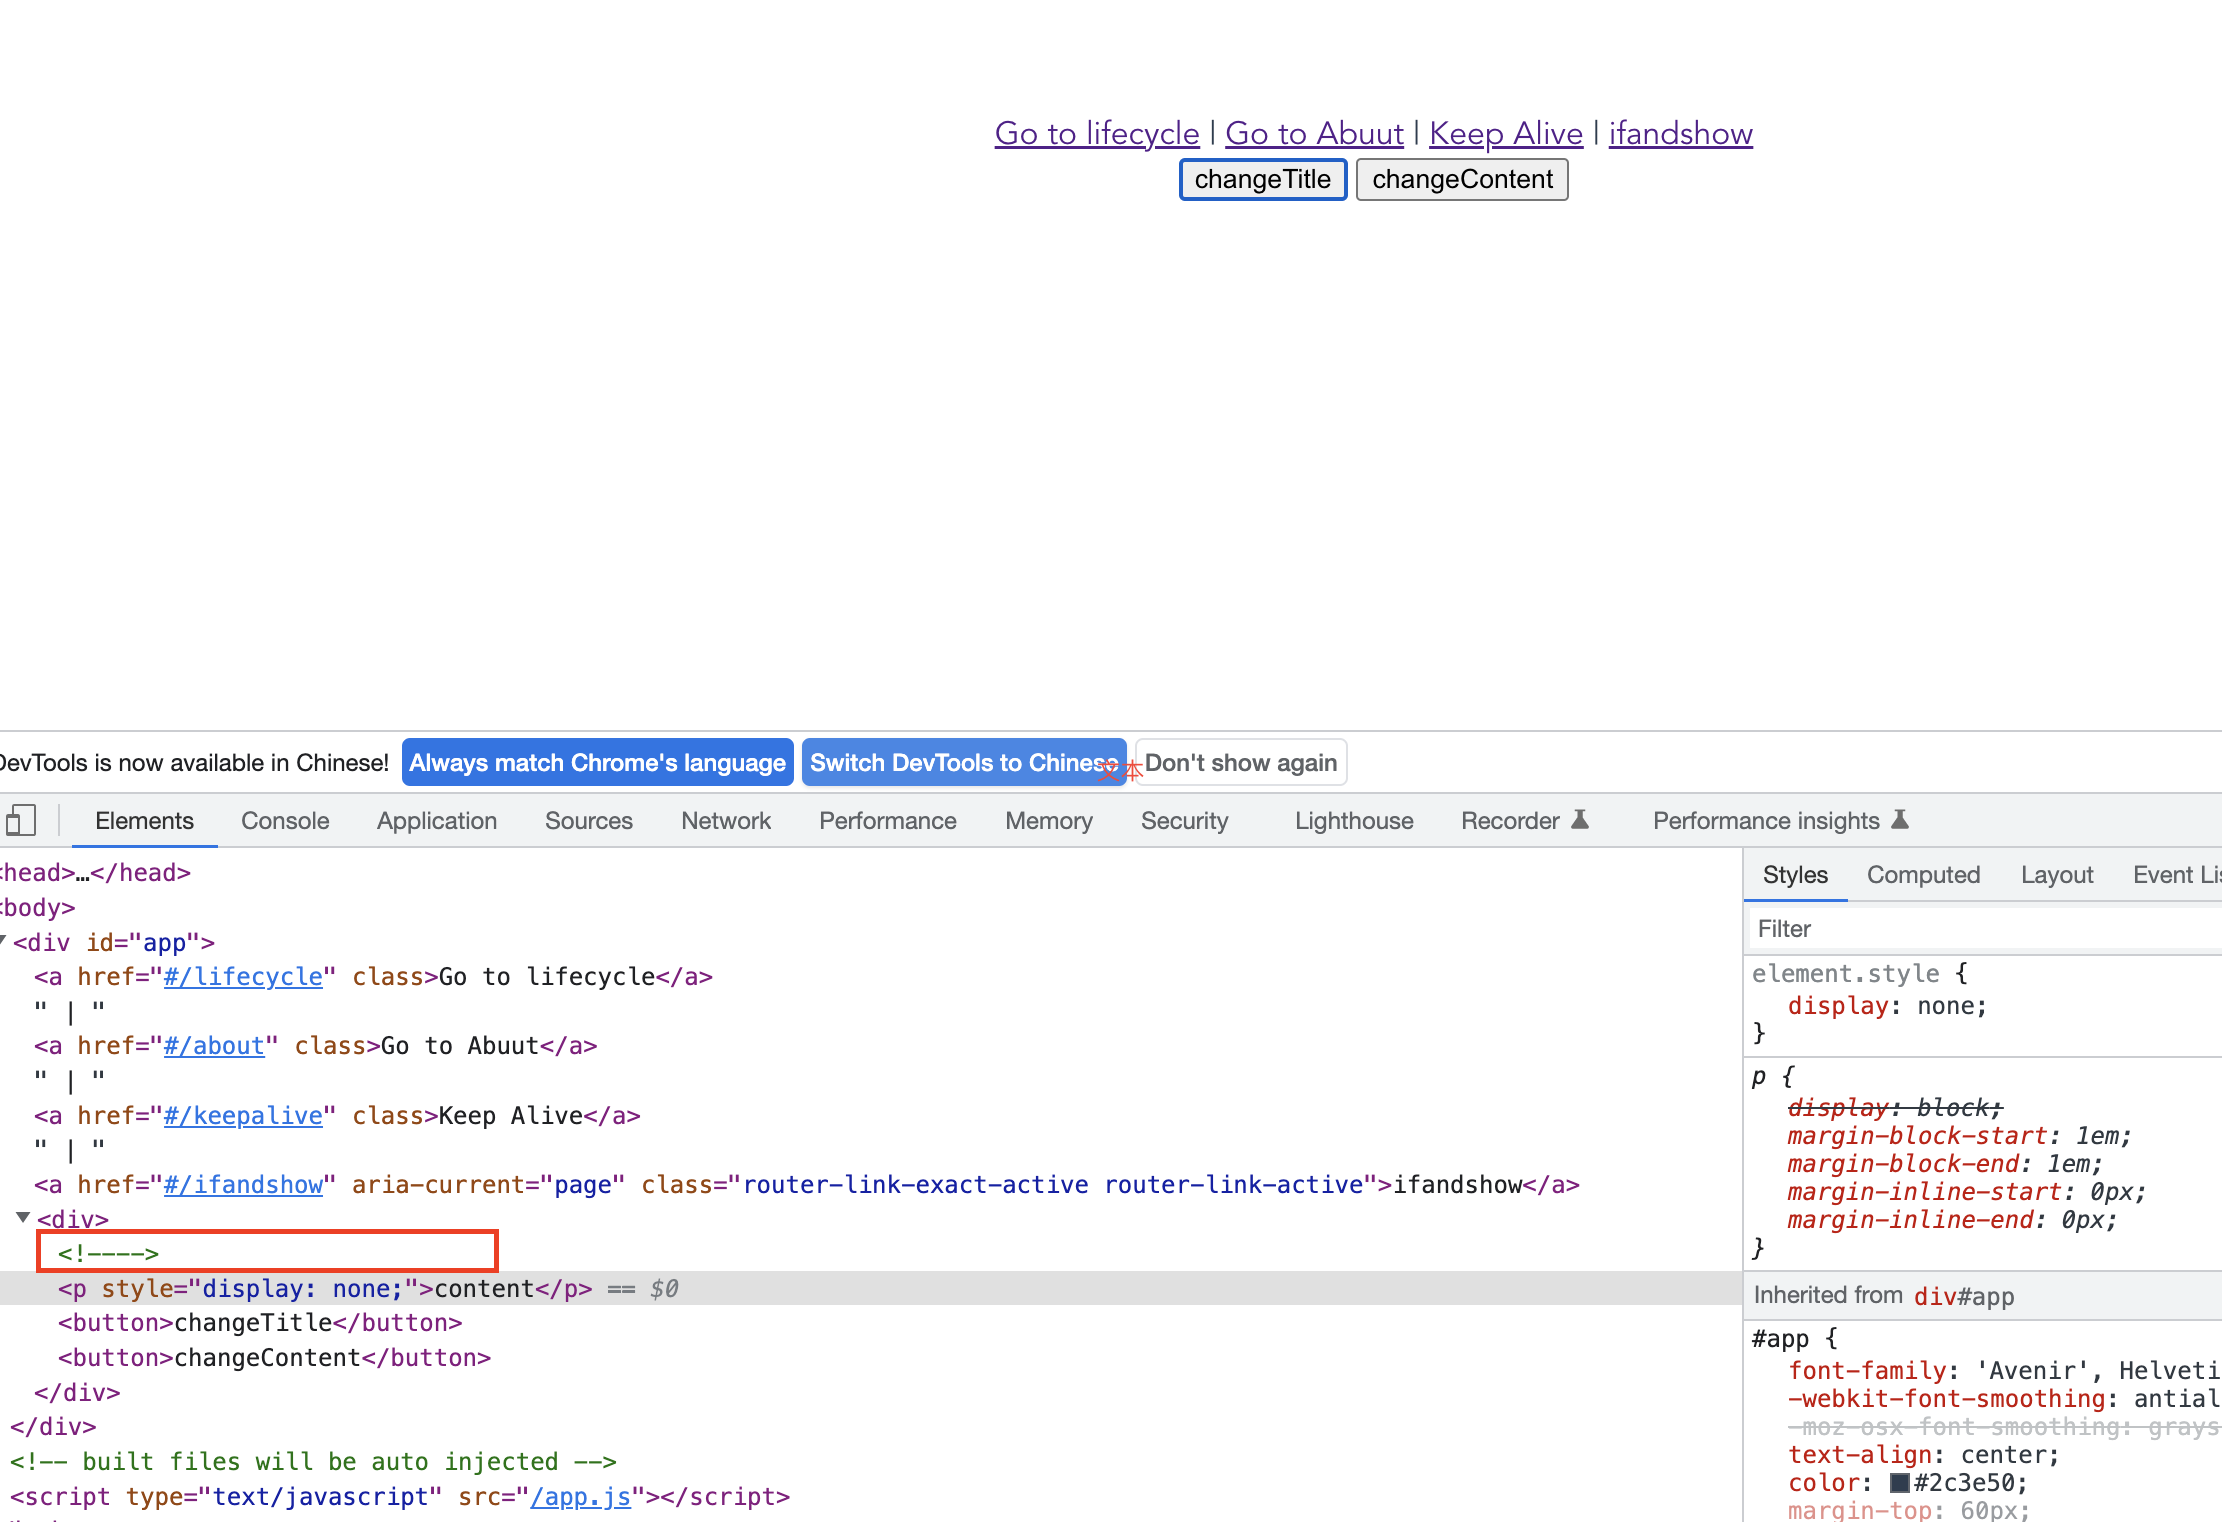 Go to lifecycle | Go to Abuut | Keep Alive | ifandshow
changeTitle changeContent
DevTools is now available in Chinese! Always match Chrome's language Switch DevTools to Chinese Don't show again
文本
Elements Console Application Sources Network Performance Memory Security Lighthouse Recorder Performance insights
<head>…</head>
<body>
<div id="app">
<a href="#/lifecycle" class>Go to lifecycle</a>
" | "
<a href="#/about" class>Go to Abuut</a>
" | "
<a href="#/keepalive" class>Keep Alive</a>
" | "
<a href="#/ifandshow" aria-current="page" class="router-link-exact-active router-link-active">ifandshow</a>
<div>
<!---->
<p style="display: none;">content</p> == $0
<button>changeTitle</button>
<button>changeContent</button>
</div>
</div>
<!-- built files will be auto injected -->
<script type="text/javascript" src="/app.js"></script>
Styles Computed Layout Event Lis
Filter
element.style {
display: none;
}
p {
display: block;
margin-block-start: 1em;
margin-block-end: 1em;
margin-inline-start: 0px;
margin-inline-end: 0px;
}
Inherited from div#app
#app {
font-family: 'Avenir', Helveti
-webkit-font-smoothing: antial
-moz-osx-font-smoothing: grays
text-align: center;
color: #2c3e50;
margin-top: 60px;